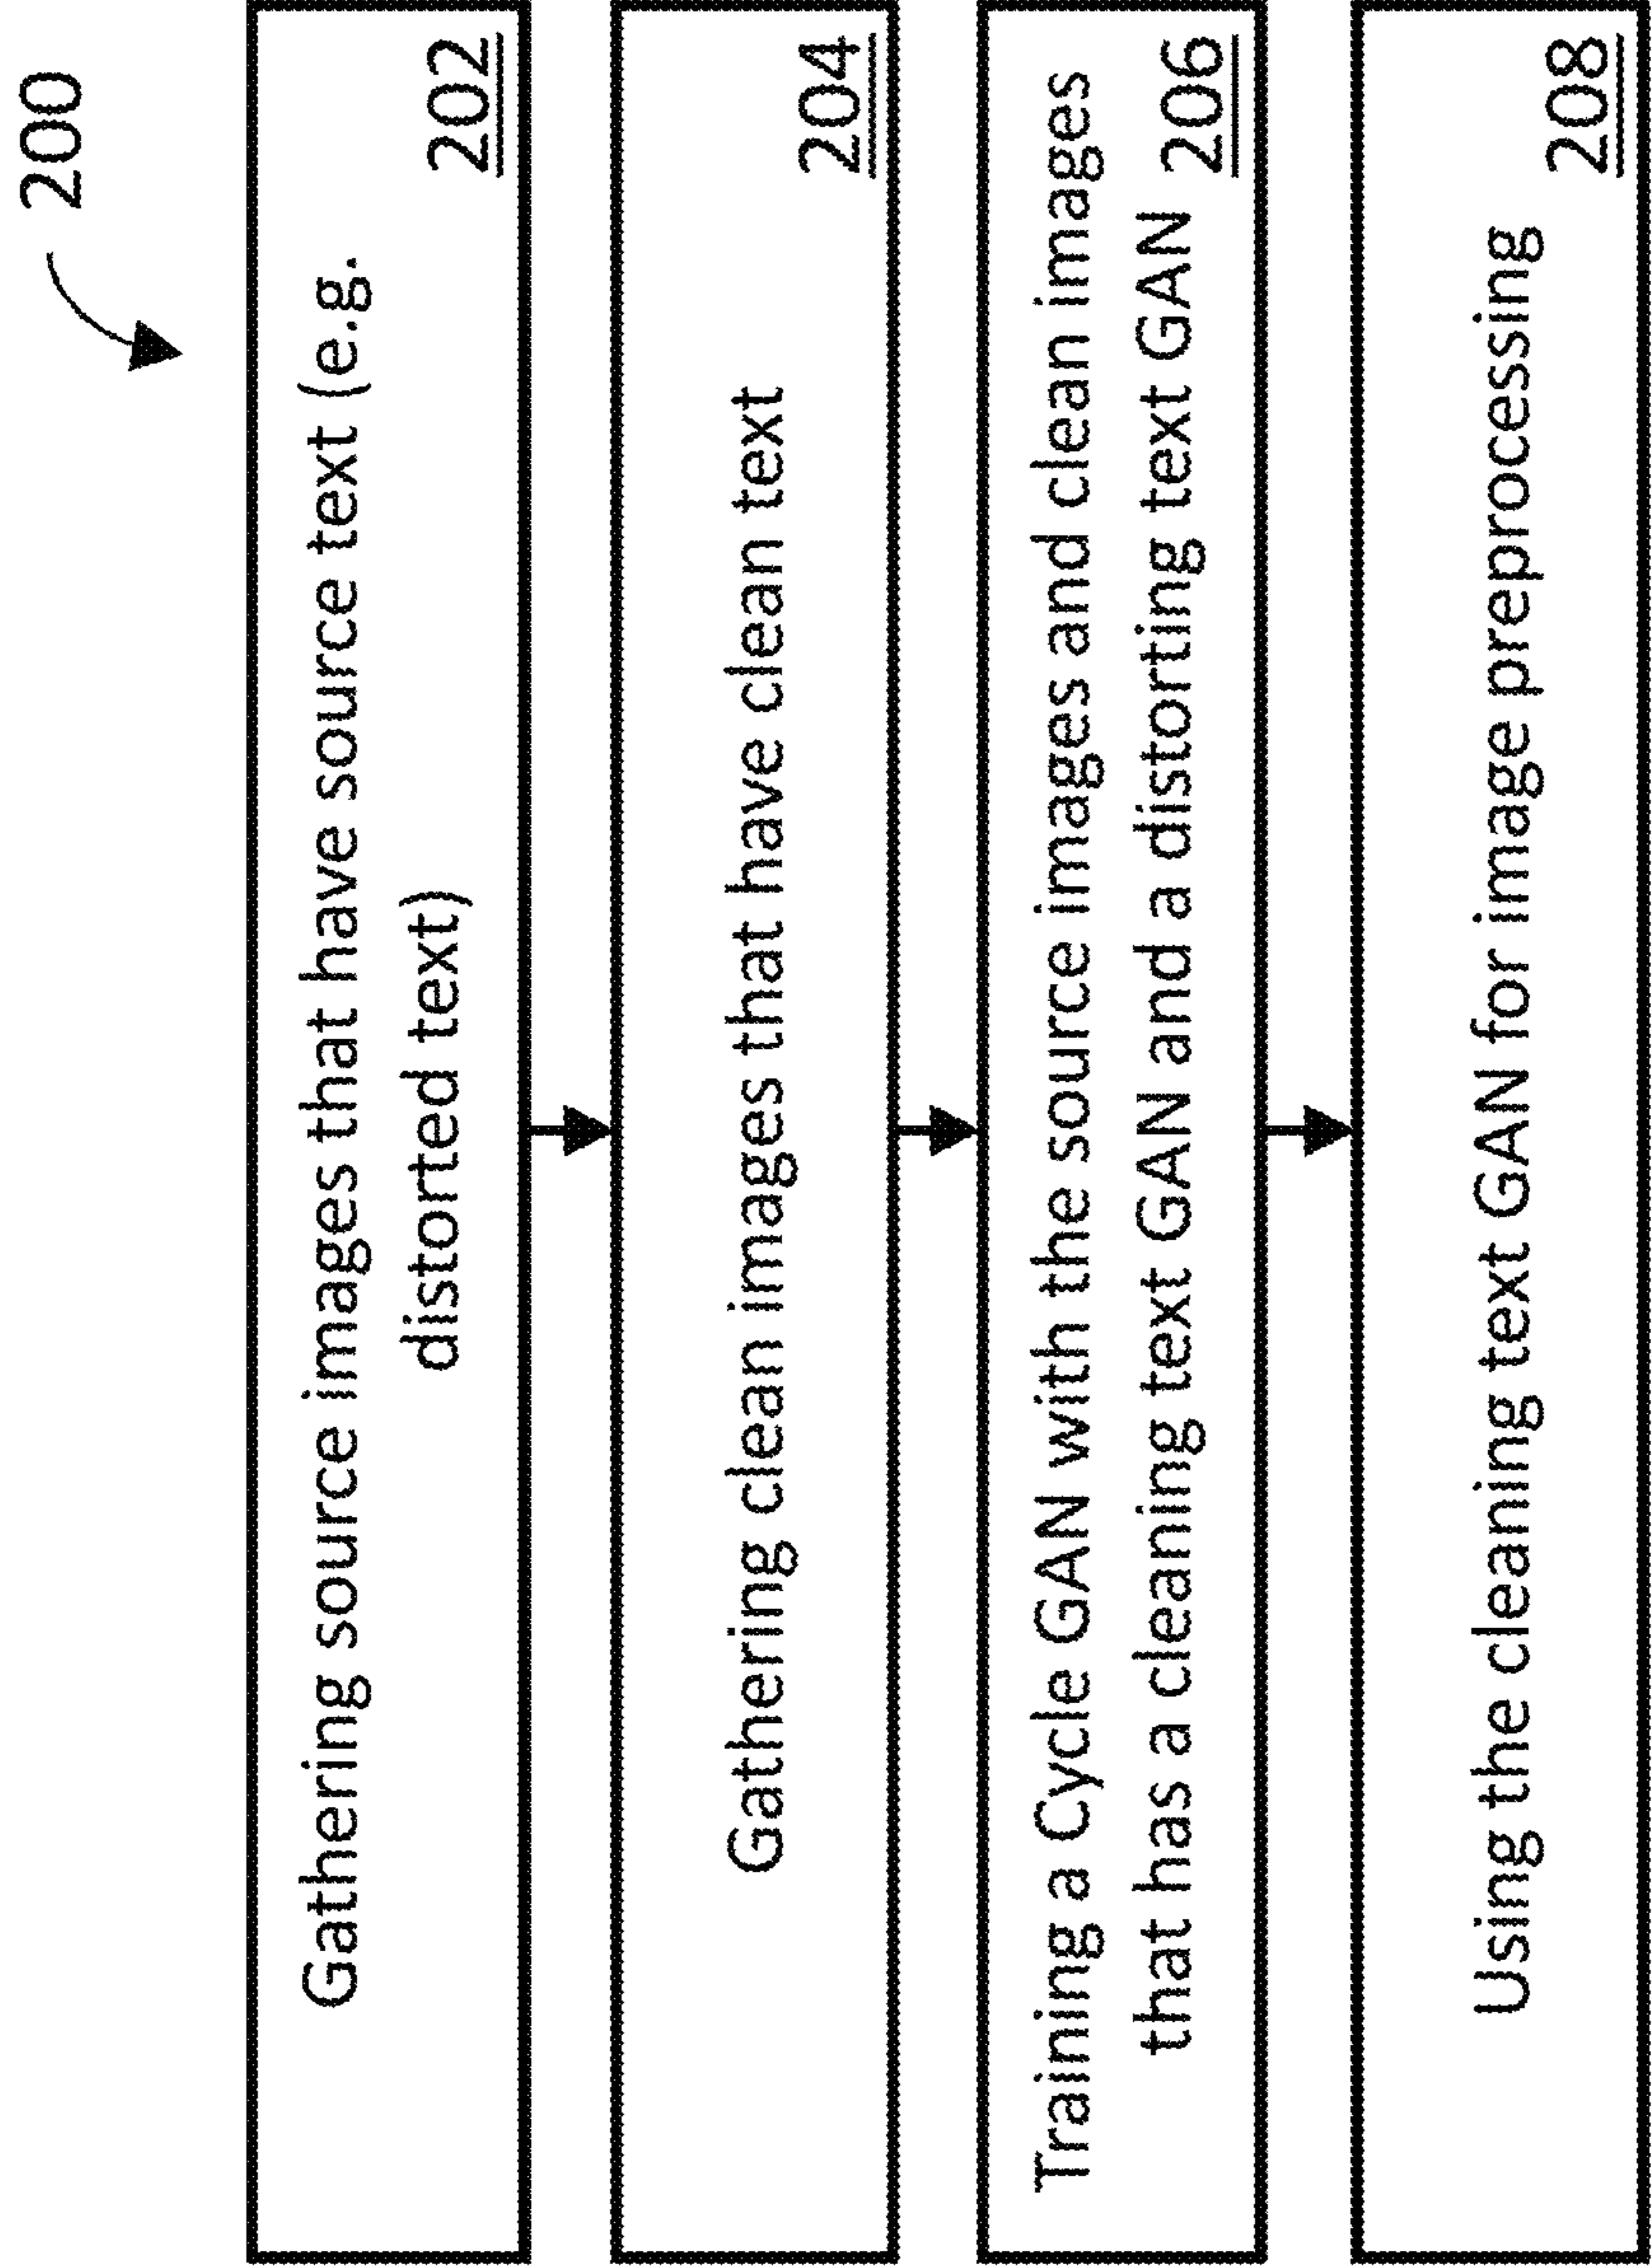 200
Gathering source images that have source text (e.g.
distorted text)
202
Gathering clean images that have clean text
204
Training a Cycle GAN with the source images and clean images
that has a cleaning text GAN and a distorting text GAN
206
Using the cleaning text GAN for image preprocessing
208